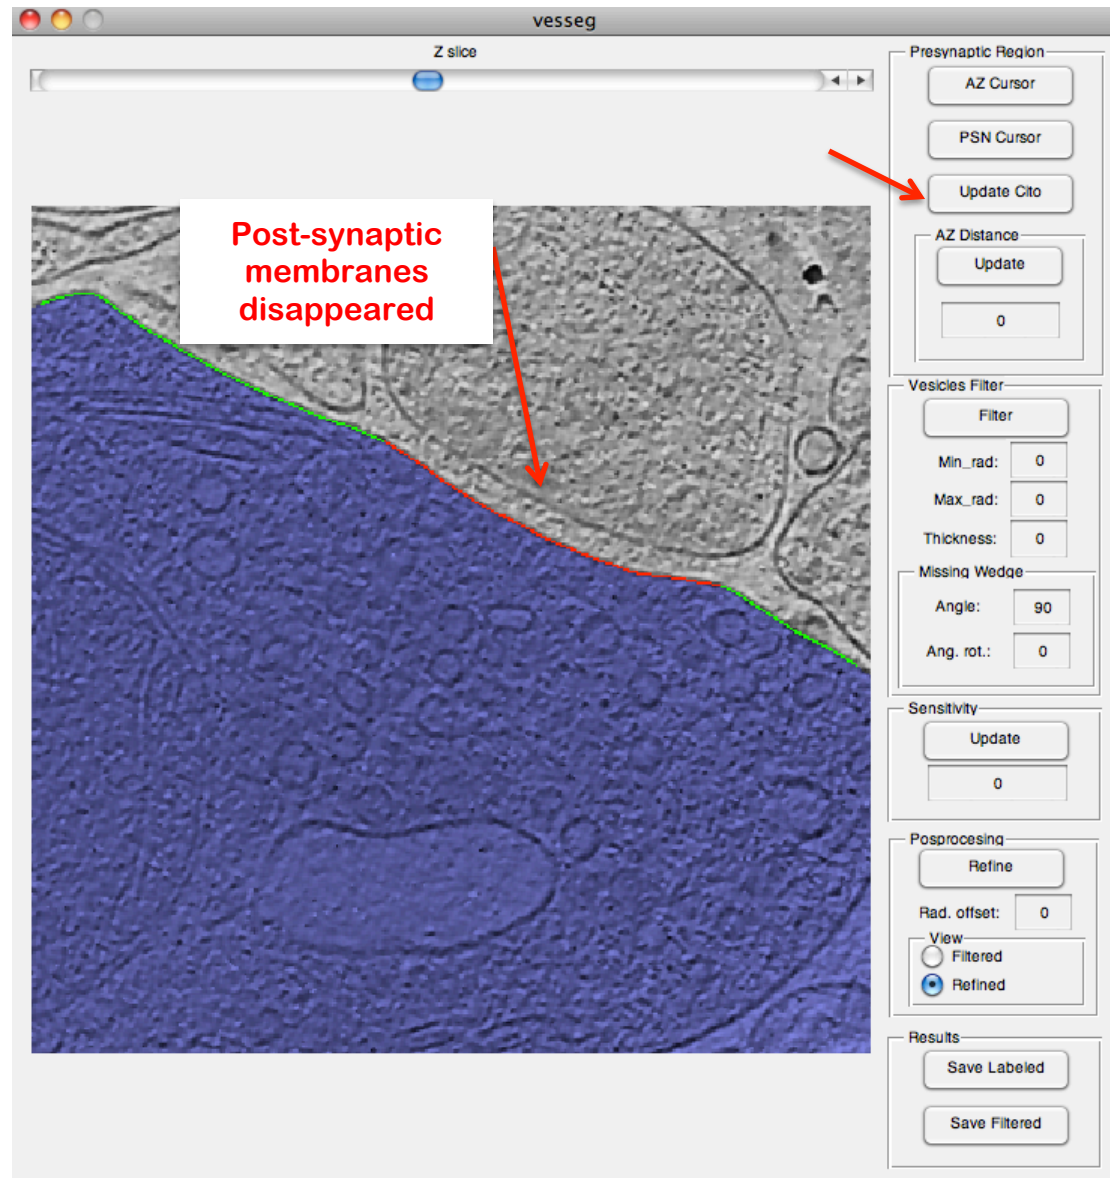 vesseg
Z slice
Presynaptic Region
AZ Cursor
PSN Cursor
Update Cito
AZ Distance
Update
0
Post-synaptic
membranes
disappeared
Vesicles Filter
Filter
Min_rad: 0
Max_rad: 0
Thickness: 0
Missing Wedge
Angle: 90
Ang. rot.: 0
Sensitivity
Update
0
Posprocesing
Refine
Rad. offset: 0
View
Filtered
Refined
Results
Save Labeled
Save Filtered